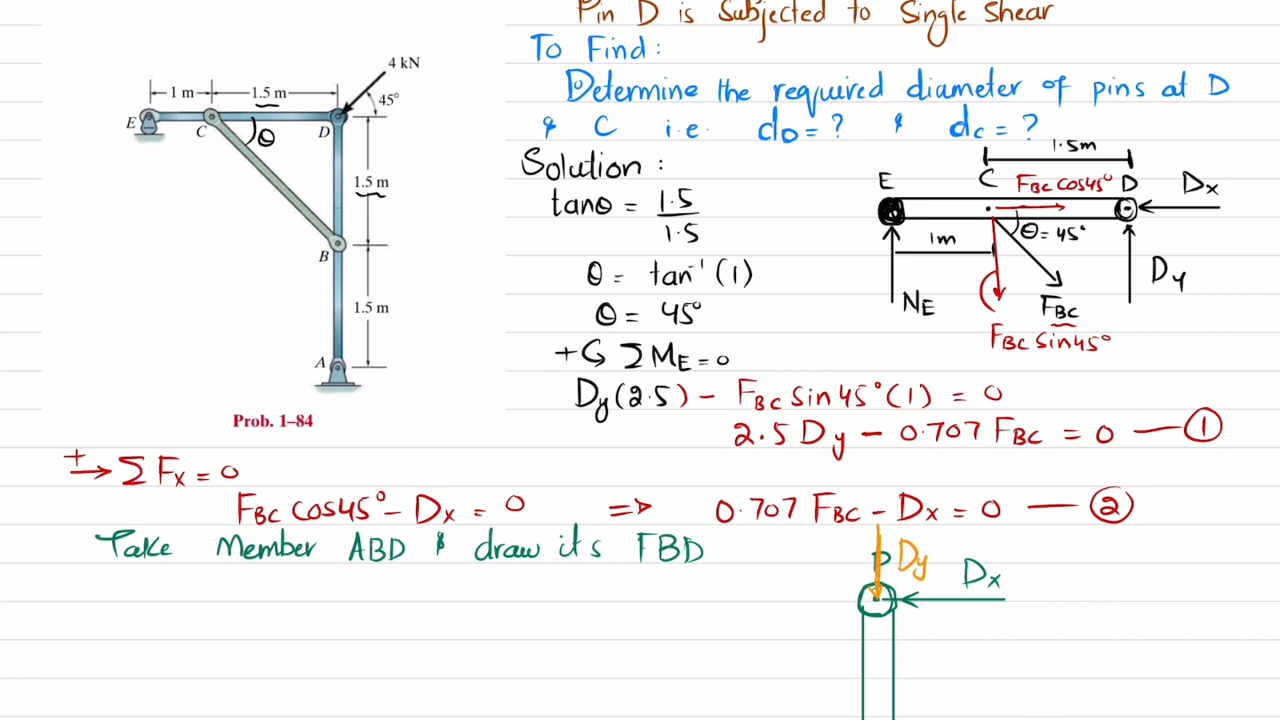 Pin D is Subjected to Single Shear
To Find :
Determine the required diameter of pins at D
& C i.e. dD = ? & dC = ?
4 kN
1 m
1.5 m
45°
E
C
D
θ
1.5 m
B
1.5 m
A
Prob. 1–84
Solution :
tanθ = 1.5 / 1.5
θ = tan⁻¹ (1)
θ = 45°
+↺ ΣME = 0
Dy (2.5) - FBC sin45° (1) = 0
2.5 Dy - 0.707 FBC = 0 — ①
1.5m
E
C
FBC cos45°
D
Dx
θ = 45°
1m
Dy
NE
FBC
FBC sin45°
+→ ΣFx = 0
FBC cos45° - Dx = 0 => 0.707 FBC - Dx = 0 — ②
Take Member ABD & draw its FBD
D
Dy
Dx